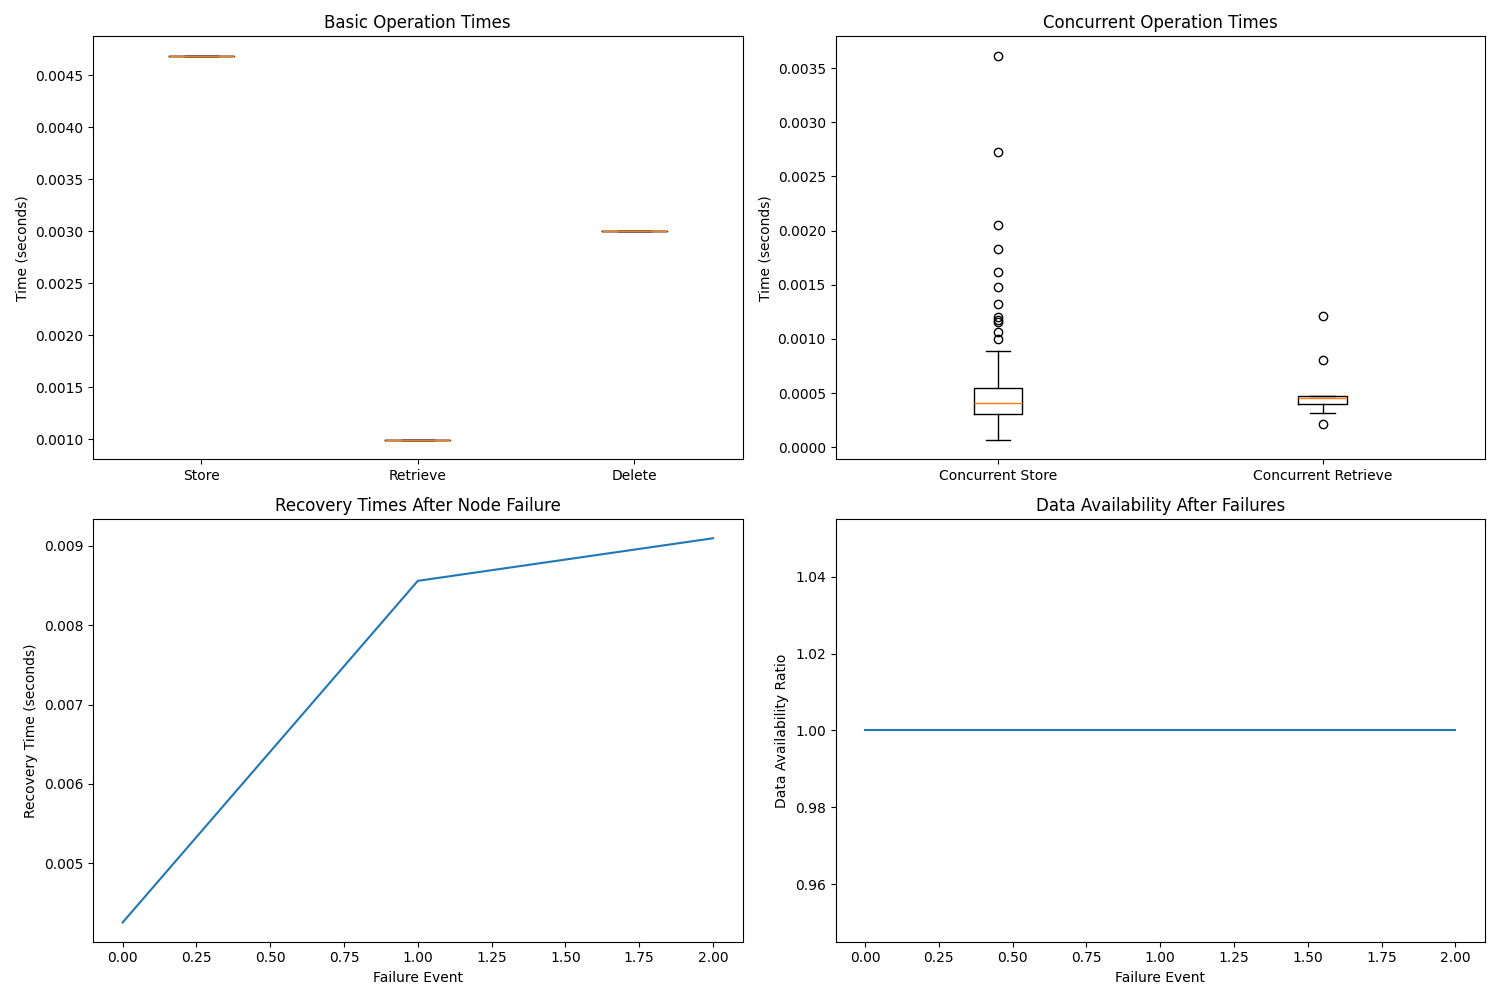 Basic Operation Times
Time (seconds)
0.0045
0.0040
0.0035
0.0030
0.0025
0.0020
0.0015
0.0010
Store Retrieve Delete
Concurrent Operation Times
Time (seconds)
0.0035
0.0030
0.0025
0.0020
0.0015
0.0010
0.0005
0.0000
Concurrent Store Concurrent Retrieve
Recovery Times After Node Failure
Recovery Time (seconds)
0.009
0.008
0.007
0.006
0.005
0.00 0.25 0.50 0.75 1.00 1.25 1.50 1.75 2.00
Failure Event
Data Availability After Failures
Data Availability Ratio
1.04
1.02
1.00
0.98
0.96
0.00 0.25 0.50 0.75 1.00 1.25 1.50 1.75 2.00
Failure Event